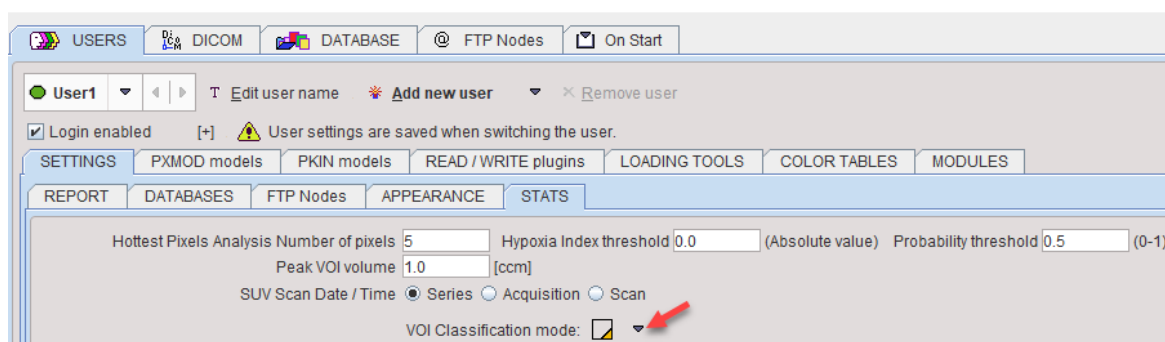 USERS DICOM DATABASE @ FTP Nodes On Start
User1 T Edit user name Add new user Remove user
Login enabled [+] User settings are saved when switching the user.
SETTINGS PXMOD models PKIN models READ / WRITE plugins LOADING TOOLS COLOR TABLES MODULES
REPORT DATABASES FTP Nodes APPEARANCE STATS
Hottest Pixels Analysis Number of pixels 5 Hypoxia Index threshold 0.0 (Absolute value) Probability threshold 0.5 (0-1)
Peak VOI volume 1.0 [ccm]
SUV Scan Date / Time Series Acquisition Scan
VOI Classification mode: